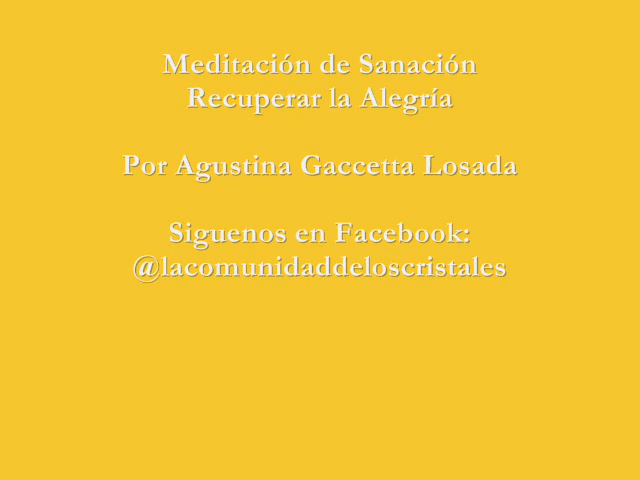 Meditación de Sanación
Recuperar la Alegría
Por Agustina Gaccetta Losada
Siguenos en Facebook:
@lacomunidaddeloscristales